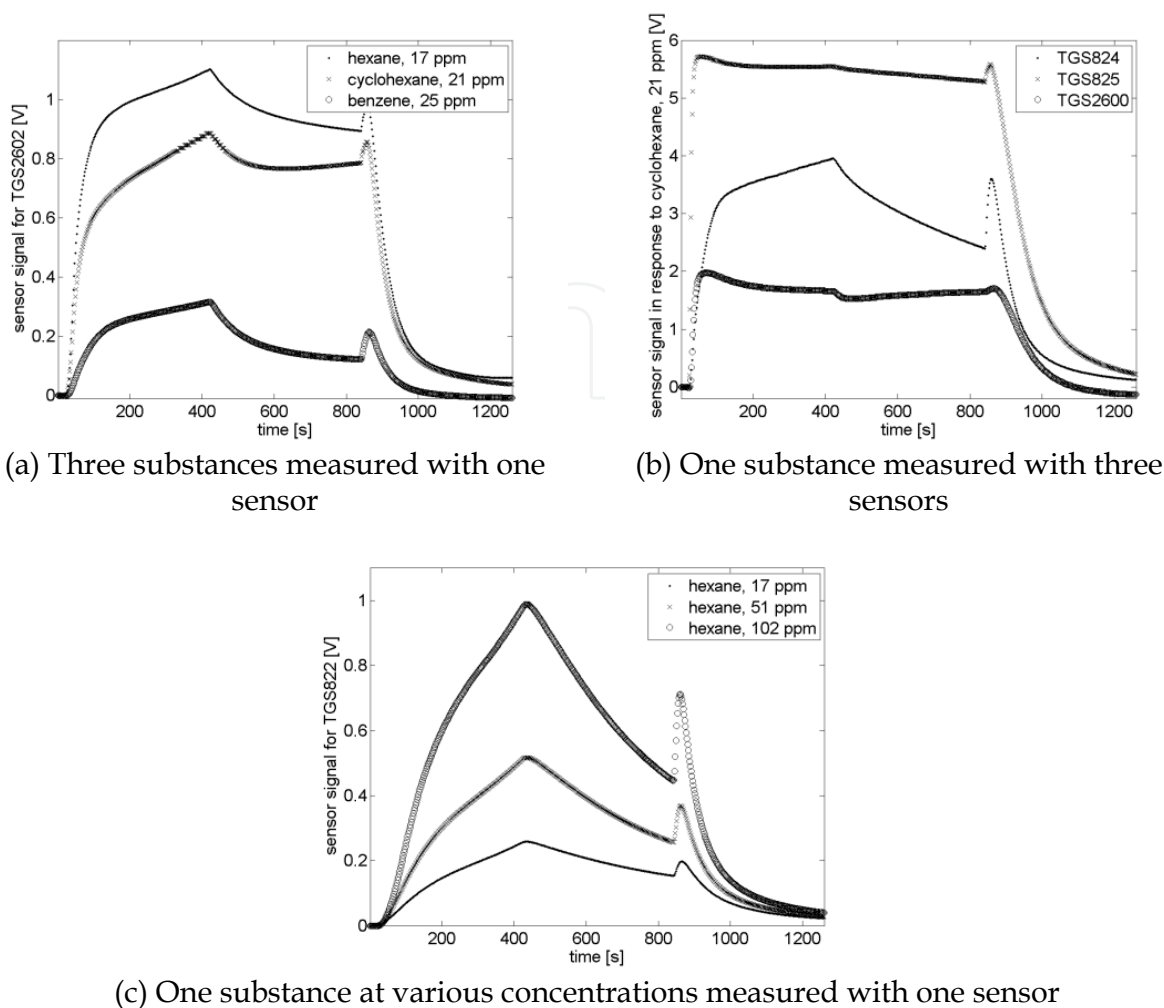 hexane, 17 ppm
cyclohexane, 21 ppm
benzene, 25 ppm
sensor signal for TGS2602 [V]
1
0.8
0.6
0.4
0.2
0
200 400 600 800 1000 1200
time [s]
(a) Three substances measured with one
sensor
TGS824
TGS825
TGS2600
sensor signal in response to cyclohexane, 21 ppm [V]
6
5
4
3
2
1
0
200 400 600 800 1000 1200
time [s]
(b) One substance measured with three
sensors
hexane, 17 ppm
hexane, 51 ppm
hexane, 102 ppm
sensor signal for TGS822 [V]
1
0.8
0.6
0.4
0.2
0
200 400 600 800 1000 1200
time [s]
(c) One substance at various concentrations measured with one sensor